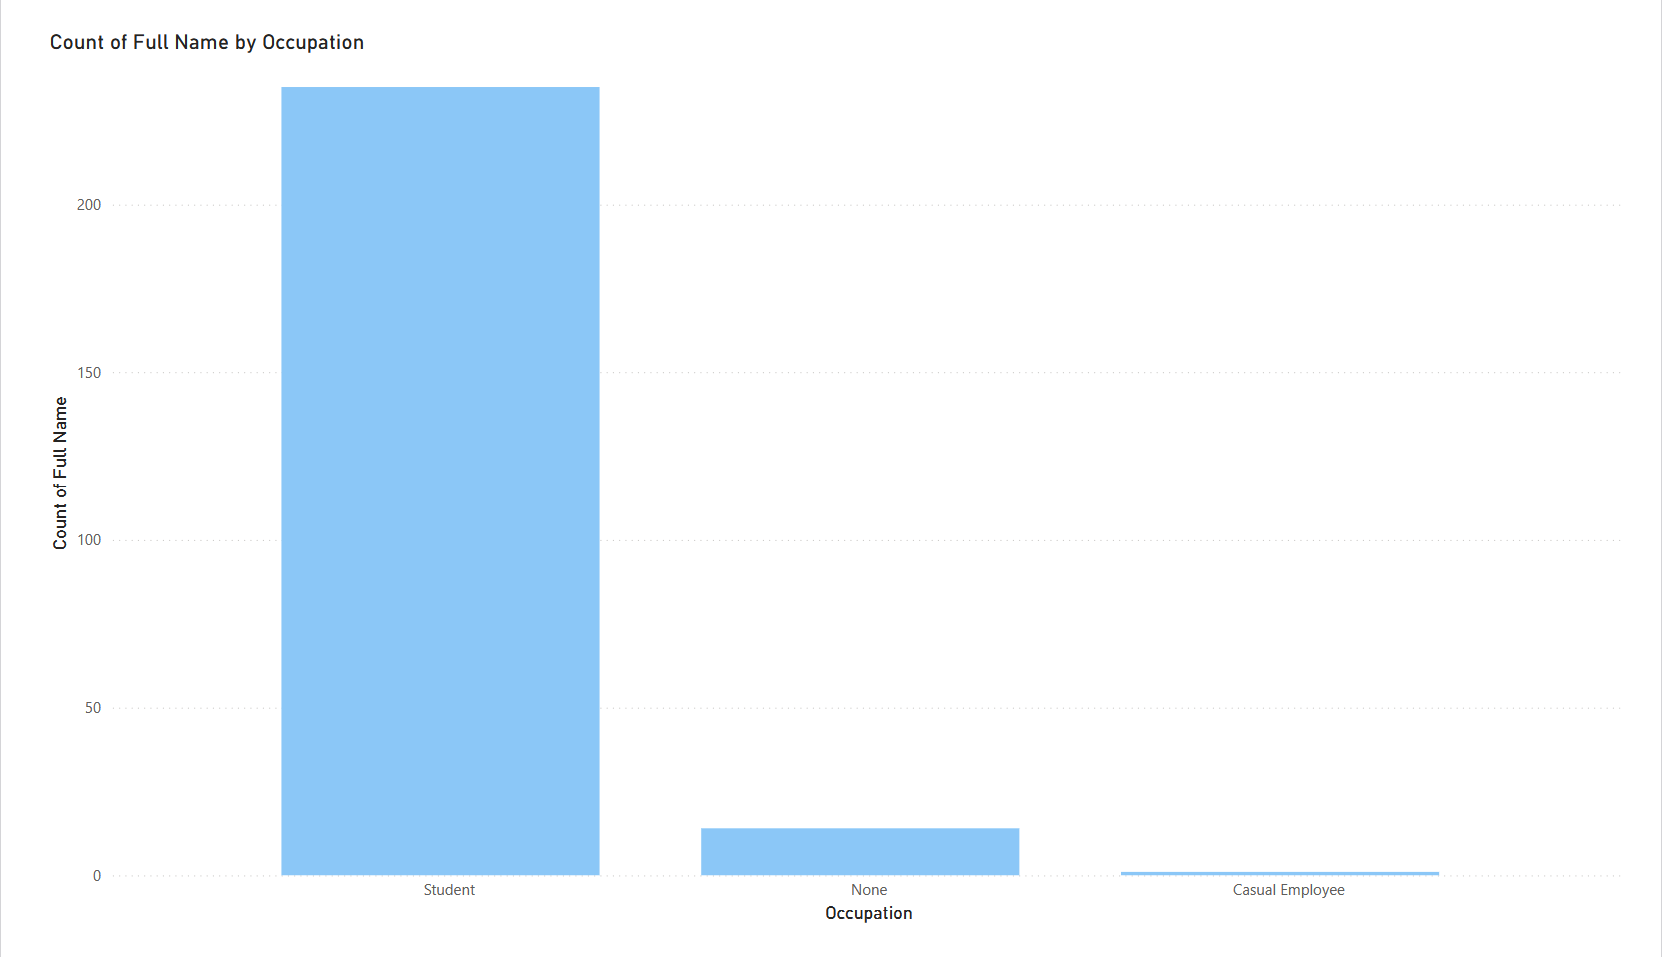 Count of Full Name by Occupation
200
150
100
50
0
Count of Full Name
Student
None
Casual Employee
Occupation